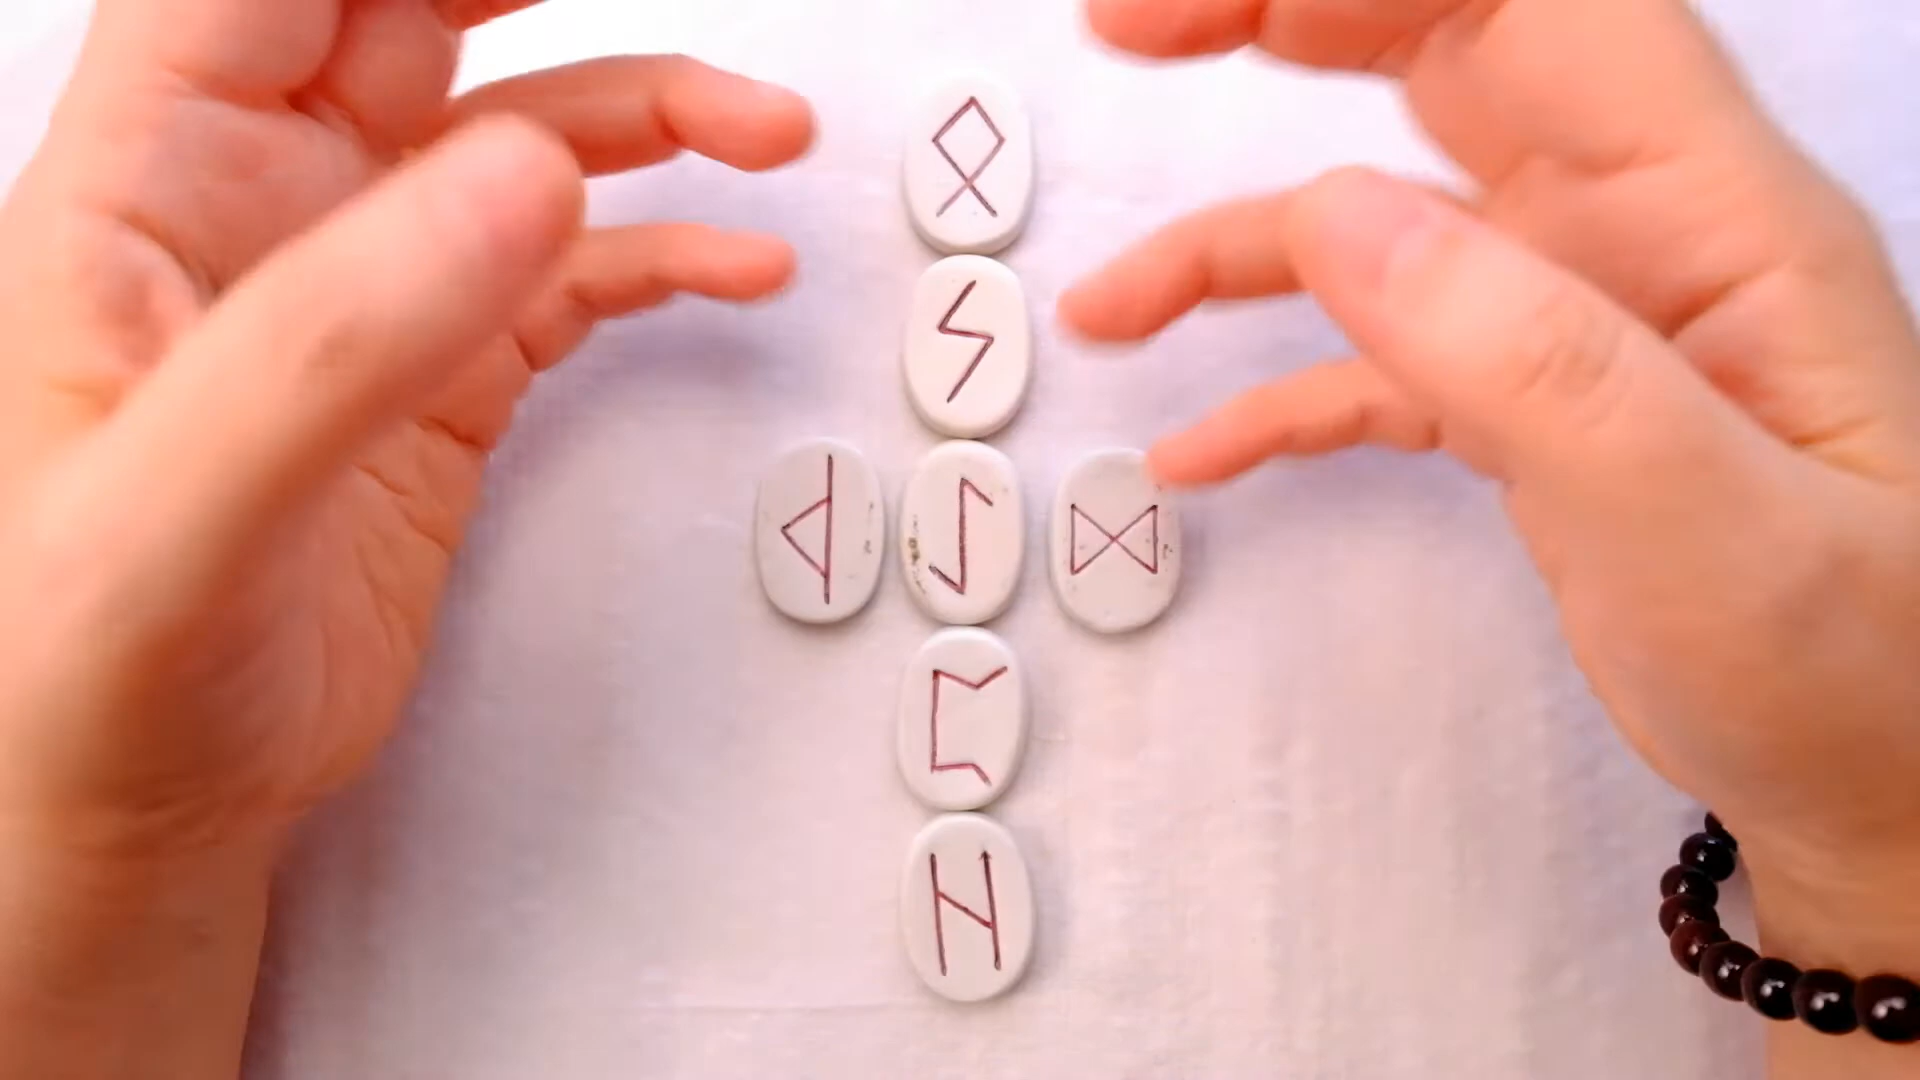 ᛟ
ᛋ
ᚦ ᛇ ᛞ
ᛈ
ᚺ